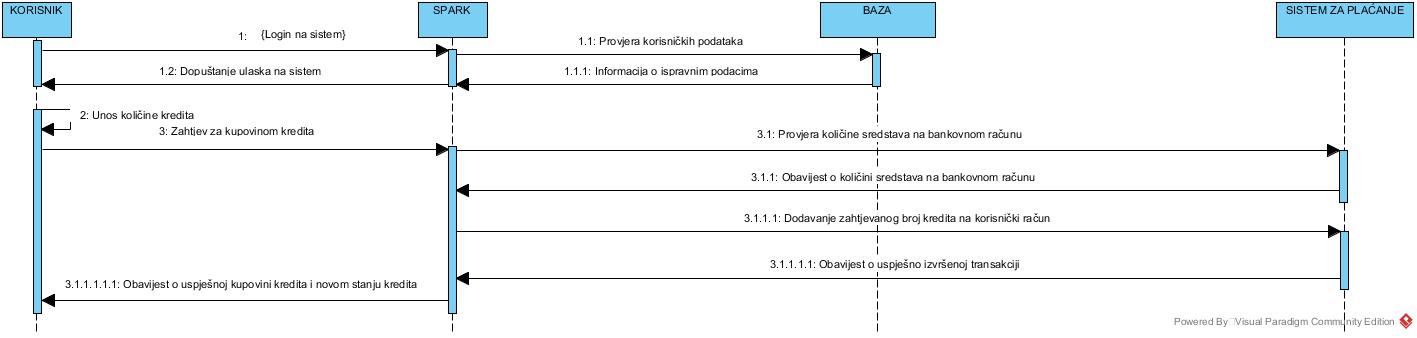 KORISNIK
SPARK
BAZA
SISTEM ZA PLAĆANJE
1: {Login na sistem}
1.1: Provjera korisničkih podataka
1.2: Dopuštanje ulaska na sistem
1.1.1: Informacija o ispravnim podacima
2: Unos količine kredita
3: Zahtjev za kupovinom kredita
3.1: Provjera količine sredstava na bankovnom računu
3.1.1: Obavijest o količini sredstava na bankovnom računu
3.1.1.1: Dodavanje zahtjevanog broj kredita na korisnički račun
3.1.1.1.1: Obavijest o uspješno izvršenoj transakciji
3.1.1.1.1.1: Obavijest o uspješnoj kupovini kredita i novom stanju kredita
Powered By Visual Paradigm Community Edition